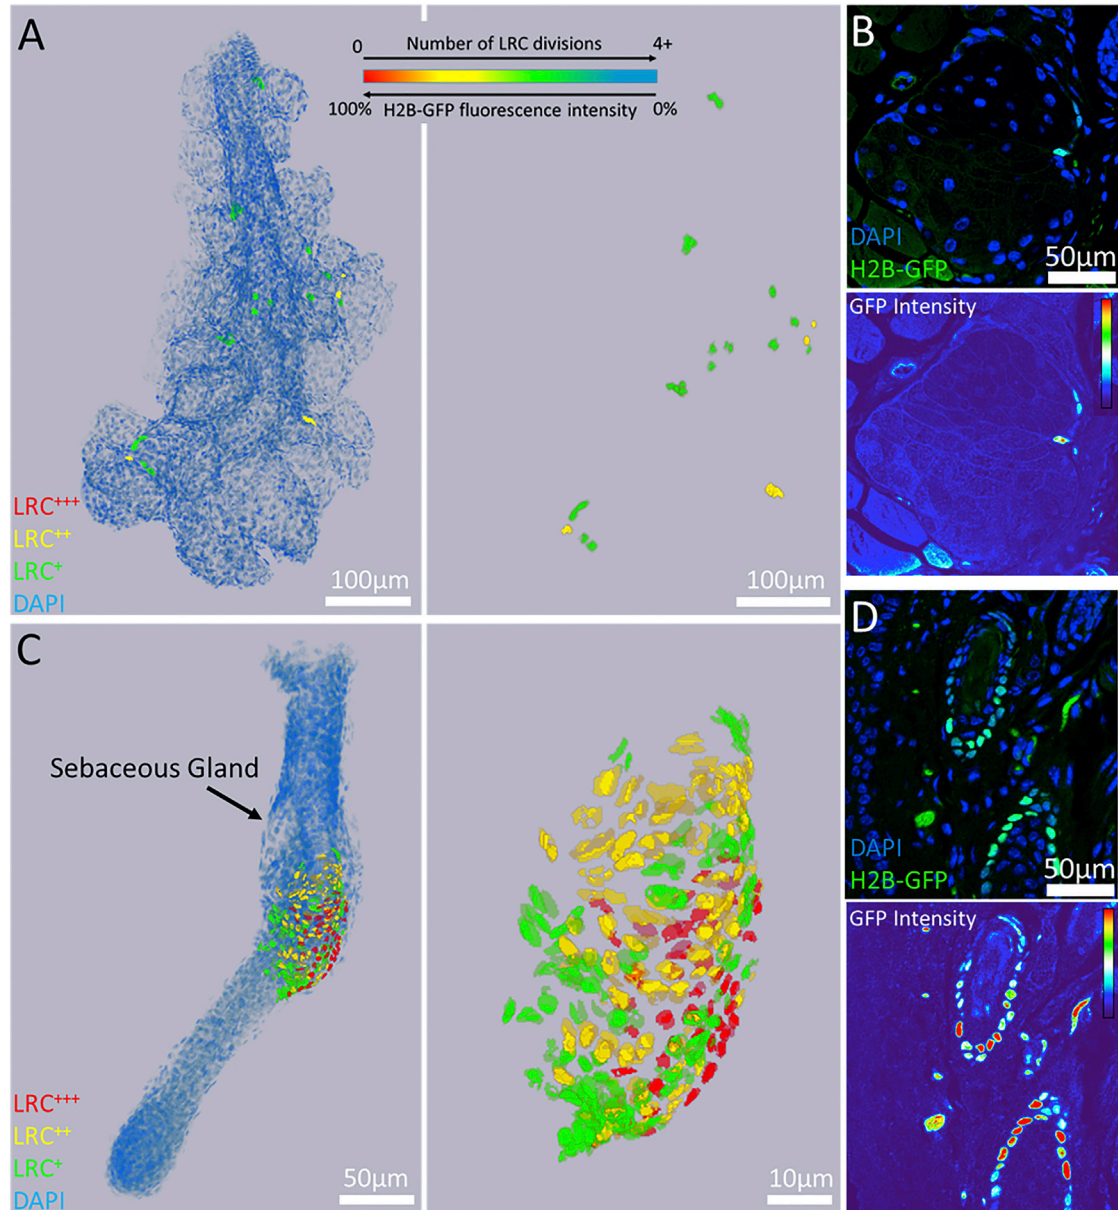 A
0 Number of LRC divisions 4+
100% H2B-GFP fluorescence intensity 0%
LRC+++
LRC++
LRC+
DAPI
100µm
100µm
B
DAPI
H2B-GFP
50µm
GFP Intensity
C
Sebaceous Gland
LRC+++
LRC++
LRC+
DAPI
50µm
10µm
D
DAPI
H2B-GFP
50µm
GFP Intensity